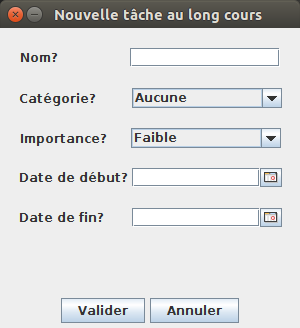 Nouvelle tâche au long cours
Nom?
Catégorie? Aucune
Importance? Faible
Date de début?
Date de fin?
Valider Annuler